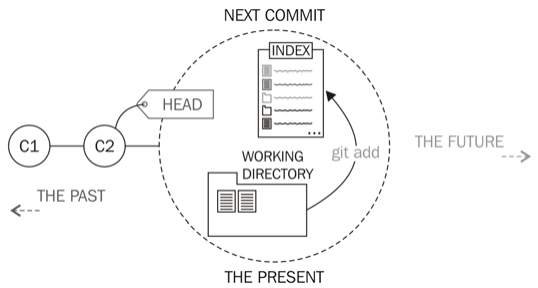 NEXT COMMIT
INDEX
HEAD
C1
C2
git add
THE FUTURE
WORKING
DIRECTORY
THE PAST
THE PRESENT